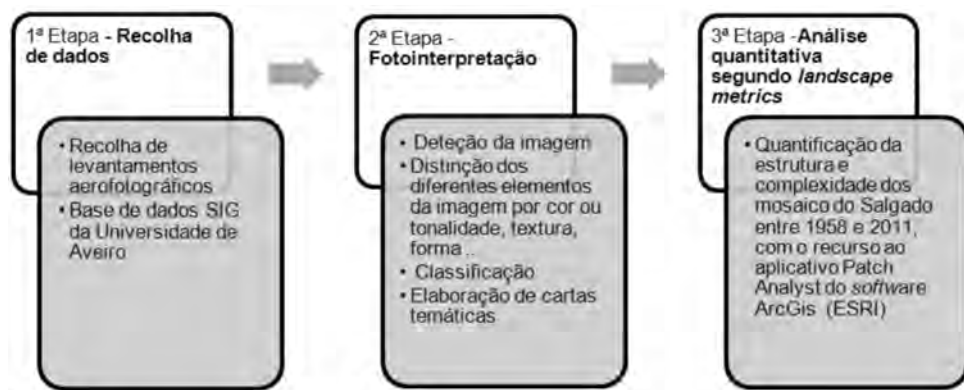 1ª Etapa - Recolha
de dados
• Recolha de
levantamentos
aerofotográficos
• Base de dados SIG
da Universidade de
Aveiro
2ª Etapa -
Fotointerpretação
• Deteção da imagem
• Distinção dos
diferentes elementos
da imagem por cor ou
tonalidade, textura,
forma...
• Classificação
• Elaboração de cartas
temáticas
3ª Etapa -Análise
quantitativa
segundo landscape
metrics
• Quantificação da
estrutura e
complexidade dos
mosaico do Salgado
entre 1958 e 2011,
com o recurso ao
aplicativo Patch
Analyst do software
ArcGis (ESRI)